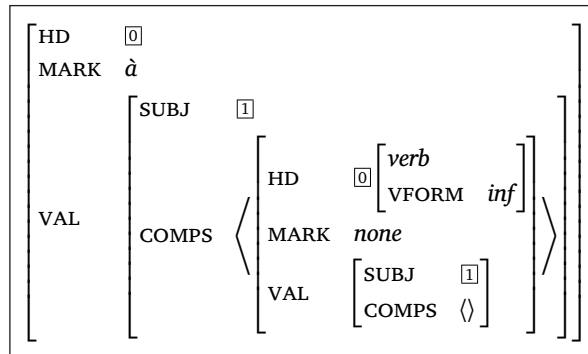 HD 0
MARK à
SUBJ 1
verb
HD 0
VFORM inf
VAL COMPS ⟨ ⟩
MARK none
SUBJ 1
VAL
COMPS ⟨⟩